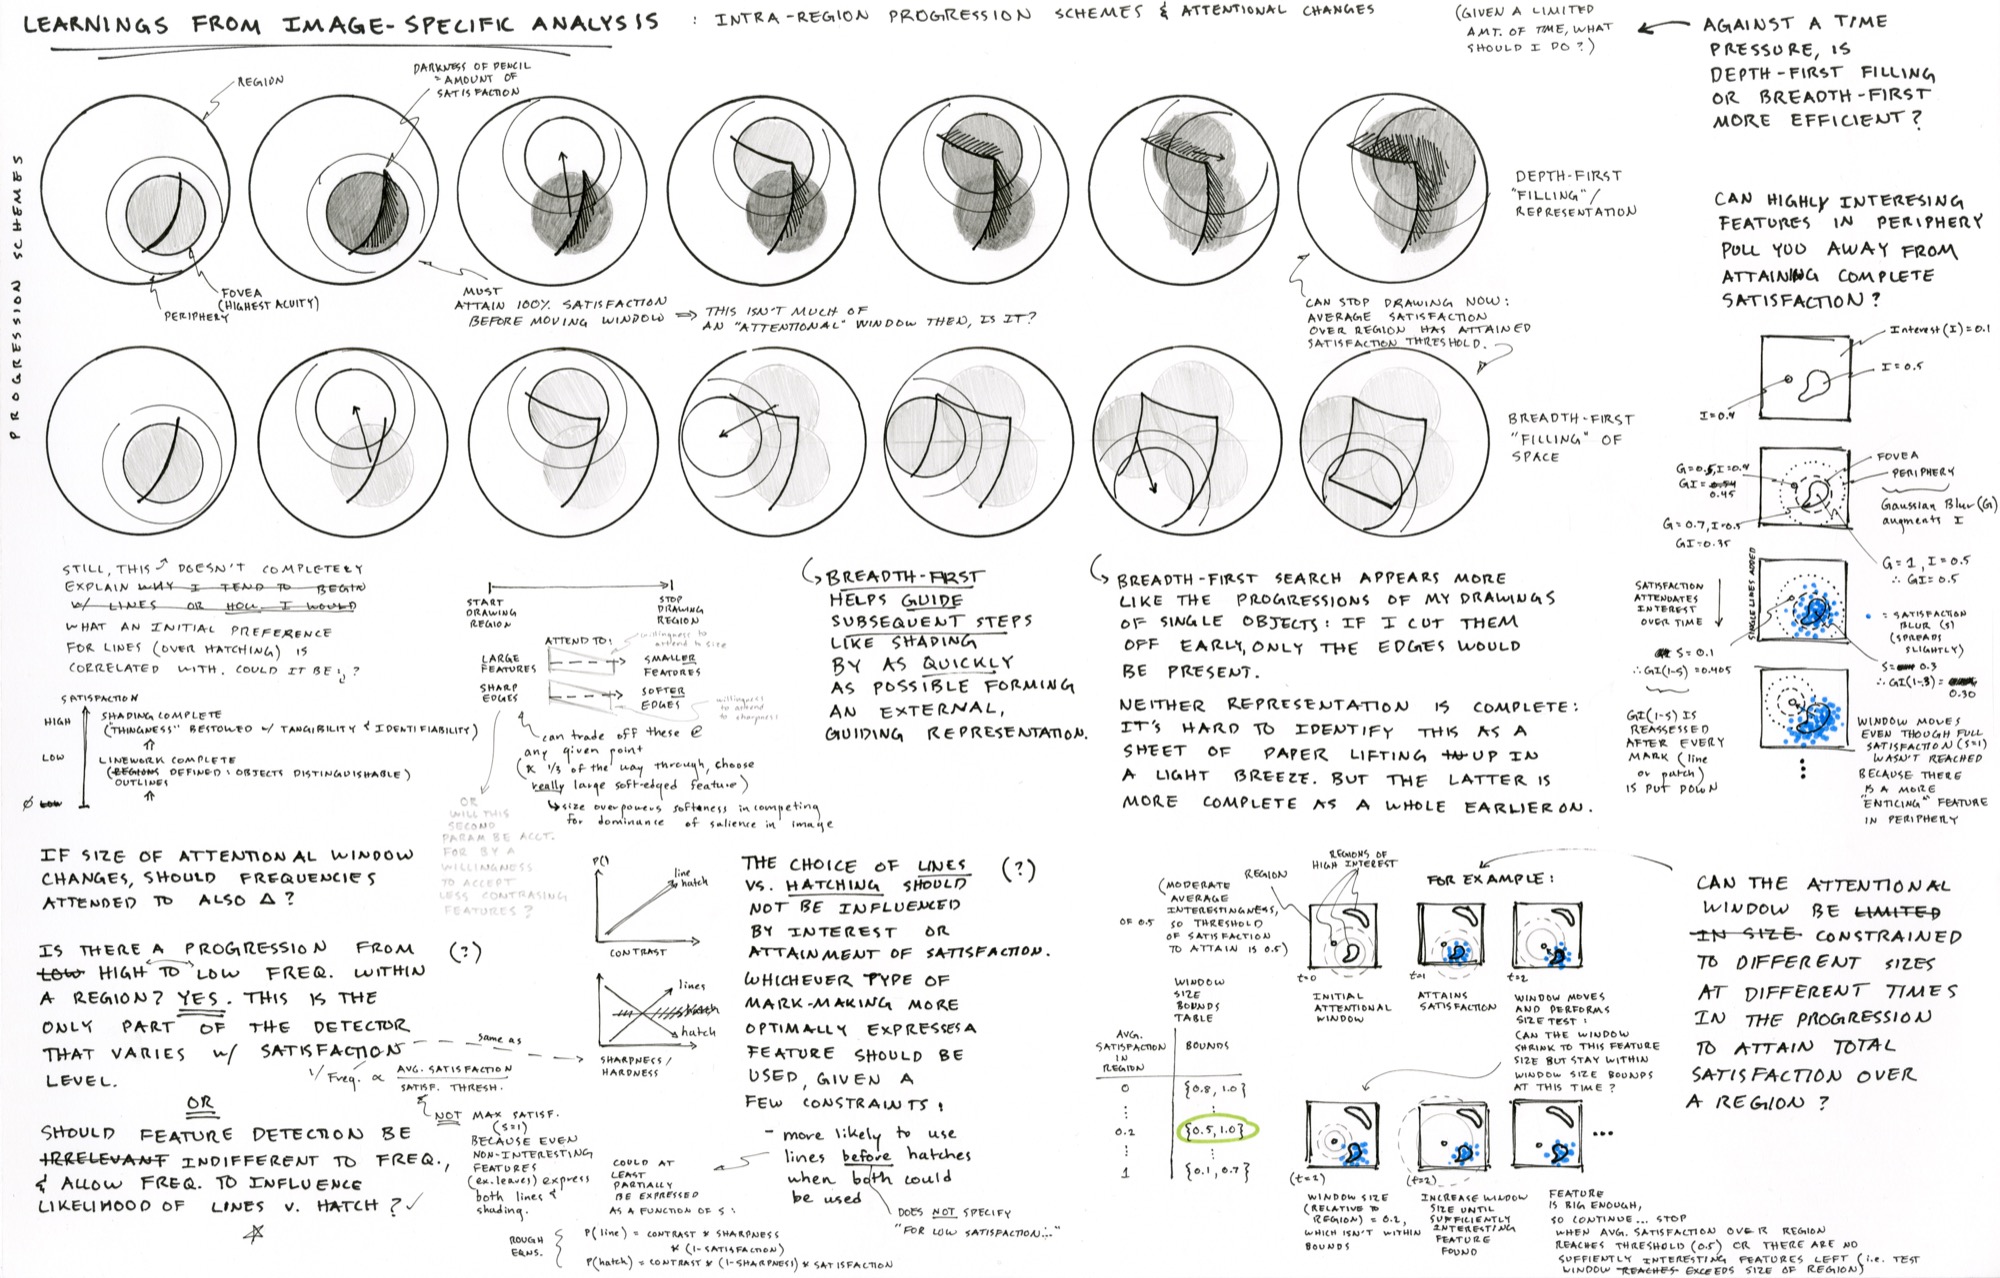 LEARNINGS FROM IMAGE-SPECIFIC ANALYSIS : INTRA-REGION PROGRESSION SCHEMES & ATTENTIONAL CHANGES
(GIVEN A LIMITED
AMT. OF TIME, WHAT
SHOULD I DO?)
AGAINST A TIME
PRESSURE, IS
DEPTH-FIRST FILLING
OR BREADTH-FIRST
MORE EFFICIENT?
PROGRESSION SCHEMES
REGION
DARKNESS OF PENCIL
= AMOUNT OF
SATISFACTION
FOVEA
(HIGHEST ACUITY)
PERIPHERY
MUST
ATTAIN 100% SATISFACTION
BEFORE MOVING WINDOW ⇒ THIS ISN'T MUCH OF
AN "ATTENTIONAL" WINDOW THEN, IS IT?
DEPTH-FIRST
"FILLING"/
REPRESENTATION
CAN STOP DRAWING NOW:
AVERAGE SATISFACTION
OVER REGION HAS ATTAINED
SATISFACTION THRESHOLD.
BREADTH-FIRST
"FILLING" OF
SPACE
CAN HIGHLY INTERESING
FEATURES IN PERIPHERY
PULL YOU AWAY FROM
ATTAINING COMPLETE
SATISFACTION?
Interest (I)=0.1
I=0.5
I=0.4
G=0.5, I=0.4
GI= 0.45
FOVEA
PERIPHERY
Gaussian Blur (G)
augments I
G=0.7, I=0.5
GI=0.35
G=1, I=0.5
∴ GI=0.5
SATISFACTION
ATTENUATES
INTEREST
OVER TIME
SINGLE LINES ADDED
= SATISFACTION
BLUR (S)
(SPREADS
SLIGHTLY)
S=0.1
∴ GI(1-S)=0.405
S= 0.3
∴ GI(1-S)= 0.30
GI(1-S) IS
REASSESSED
AFTER EVERY
MARK (line
or patch)
IS PUT DOWN
WINDOW MOVES
EVEN THOUGH FULL
SATISFACTION (S=1)
WASN'T REACHED
BECAUSE THERE
IS A MORE
"ENTICING" FEATURE
IN PERIPHERY
STILL, THIS DOESN'T COMPLETELY
EXPLAIN WHY I TEND TO BEGIN
W/ LINES OR HOW I WOULD
WHAT AN INITIAL PREFERENCE
FOR LINES (OVER HATCHING) IS
CORRELATED WITH. COULD IT BE: ?
SATISFACTION
HIGH
SHADING COMPLETE
("THINGNESS" BESTOWED W/ TANGIBILITY & IDENTIFIABILITY)
LOW
LINEWORK COMPLETE
(REGIONS DEFINED: OBJECTS DISTINGUISHABLE)
OUTLINES
Ø LOW
START
DRAWING
REGION
STOP
DRAWING
REGION
ATTEND TO:
willingness to
attend to size
LARGE
FEATURES
SMALLER
FEATURES
SHARP
EDGES
SOFTER
EDGES
willingness
to attend
to sharpness
can trade off these @
any given point
(x 1/3 of the way through, choose
really large soft-edged feature)
↳ size overpowers softness in competing
for dominance of salience in image
OR
WILL THIS
SECOND
PARAM BE ACCT.
FOR BY A
WILLINGNESS
TO ACCEPT
LESS CONTRASTING
FEATURES?
BREADTH-FIRST
HELPS GUIDE
SUBSEQUENT STEPS
LIKE SHADING
BY AS QUICKLY
AS POSSIBLE FORMING
AN EXTERNAL,
GUIDING REPRESENTATION.
BREADTH-FIRST SEARCH APPEARS MORE
LIKE THE PROGRESSIONS OF MY DRAWINGS
OF SINGLE OBJECTS: IF I CUT THEM
OFF EARLY, ONLY THE EDGES WOULD
BE PRESENT.
NEITHER REPRESENTATION IS COMPLETE:
IT'S HARD TO IDENTIFY THIS AS A
SHEET OF PAPER LIFTING UP IN
A LIGHT BREEZE. BUT THE LATTER IS
MORE COMPLETE AS A WHOLE EARLIER ON.
IF SIZE OF ATTENTIONAL WINDOW
CHANGES, SHOULD FREQUENCIES
ATTENDED TO ALSO Δ?
IS THERE A PROGRESSION FROM (?)
LOW HIGH TO LOW FREQ. WITHIN
A REGION? YES. THIS IS THE
ONLY PART OF THE DETECTOR
THAT VARIES w/ SATISFACTION
LEVEL.
same as
1/Freq. ∝ AVG. SATISFACTION
SATISF. THRESH.
NOT MAX SATISF.
(S=1)
BECAUSE EVEN
NON-INTERESTING
FEATURES
(ex. leaves) express
both lines &
shading.
OR
SHOULD FEATURE DETECTION BE
IRRELEVANT INDIFFERENT TO FREQ.,
& ALLOW FREQ. TO INFLUENCE
LIKELIHOOD OF LINES V. HATCH? ✓
P()
line
hatch
CONTRAST
lines
hatch
hatch
SHARPNESS/
HARDNESS
THE CHOICE OF LINES (?)
VS. HATCHING SHOULD
NOT BE INFLUENCED
BY INTEREST OR
ATTAINMENT OF SATISFACTION.
WHICHEVER TYPE OF
MARK-MAKING MORE
OPTIMALLY EXPRESSES A
FEATURE SHOULD BE
USED, GIVEN A
FEW CONSTRAINTS:
- more likely to use
lines before hatches
when both could
be used
DOES NOT SPECIFY
"FOR LOW SATISFACTION..."
COULD AT
LEAST
PARTIALLY
BE EXPRESSED
AS A FUNCTION OF S:
ROUGH
EQNS.
P(line) = CONTRAST * SHARPNESS
* (1-SATISFACTION)
P(hatch) = CONTRAST * (1-SHARPNESS) * SATISFACTION
REGIONS OF
HIGH INTEREST
REGION
(MODERATE
AVERAGE
INTERESTINGNESS,
OF 0.5 SO THRESHOLD
OF SATISFACTION
TO ATTAIN IS 0.5)
FOR EXAMPLE:
t=0
t=1
t=2
INITIAL
ATTENTIONAL
WINDOW
ATTAINS
SATISFACTION
WINDOW MOVES
AND PERFORMS
SIZE TEST:
CAN THE WINDOW
SHRINK TO THIS FEATURE
SIZE BUT STAY WITHIN
WINDOW SIZE BOUNDS
AT THIS TIME?
WINDOW
SIZE
BOUNDS
TABLE
AVG.
SATISFACTION
IN
REGION
BOUNDS
0 {0.8, 1.0}
0.2 {0.5, 1.0}
1 {0.1, 0.7}
(t=2)
(t=2)
WINDOW SIZE
(RELATIVE TO
REGION) = 0.2,
WHICH ISN'T WITHIN
BOUNDS
INCREASE WINDOW
SIZE UNTIL
SUFFICIENTLY
INTERESTING
FEATURE
FOUND
FEATURE
IS BIG ENOUGH,
SO CONTINUE... STOP
WHEN AVG. SATISFACTION OVER REGION
REACHES THRESHOLD (0.5) OR THERE ARE NO
SUFFIENTLY INTERESTING FEATURES LEFT (i.e. TEST
WINDOW REACHES EXCEEDS SIZE OF REGION)
CAN THE ATTENTIONAL
WINDOW BE LIMITED
IN SIZE CONSTRAINED
TO DIFFERENT SIZES
AT DIFFERENT TIMES
IN THE PROGRESSION
TO ATTAIN TOTAL
SATISFACTION OVER
A REGION?